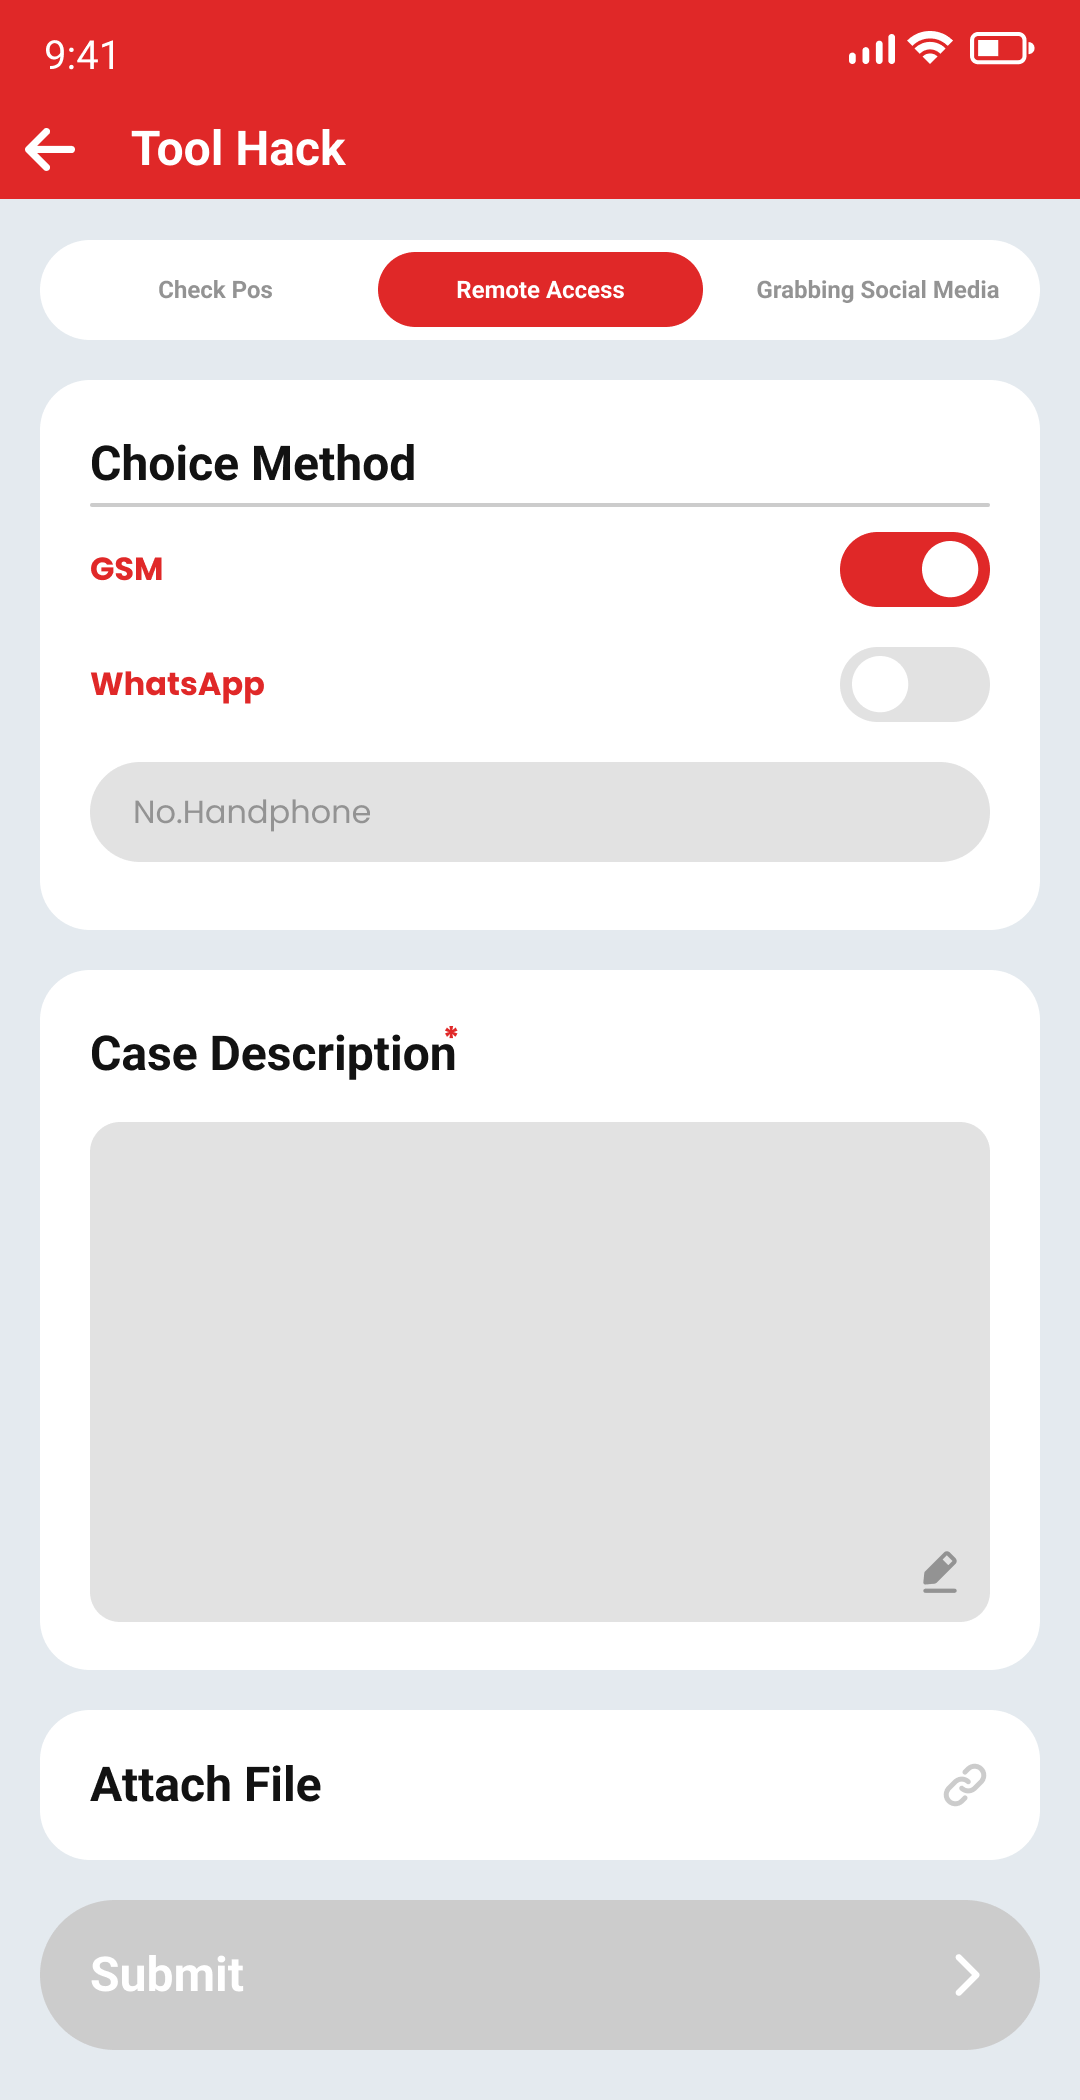 9:41
Tool Hack
Check Pos
Remote Access
Grabbing Social Media
Choice Method
GSM
WhatsApp
No.Handphone
Case Description*
Attach File
Submit